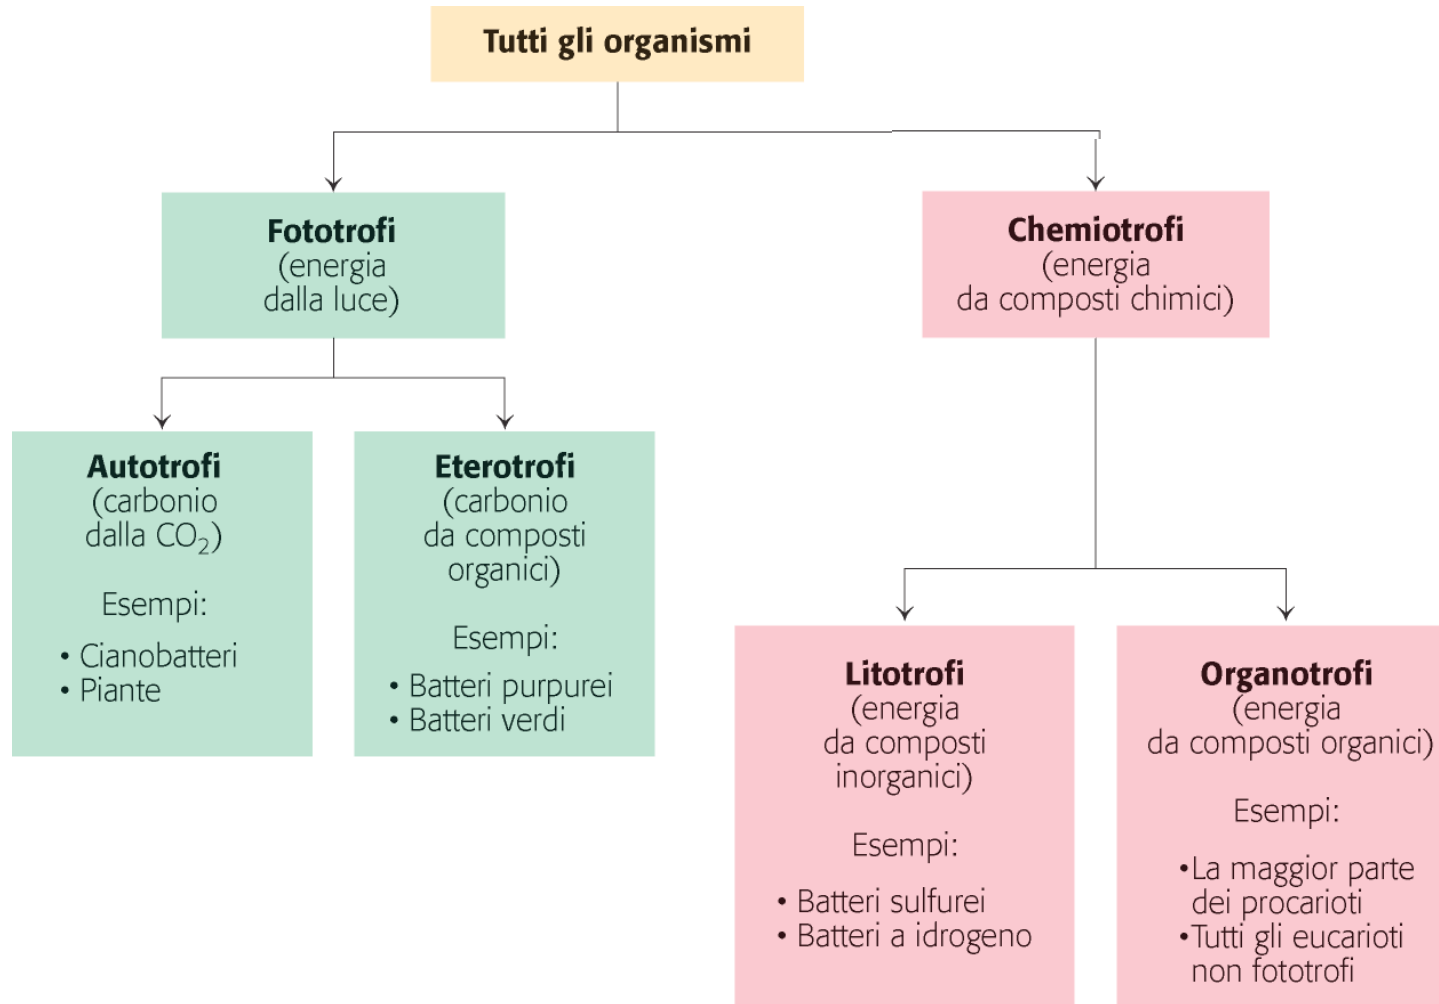 Tutti gli organismi
Fototrofi
(energia
dalla luce)
Chemiotrofi
(energia
da composti chimici)
Autotrofi
(carbonio
dalla CO₂)
Esempi:
• Cianobatteri
• Piante
Eterotrofi
(carbonio
da composti
organici)
Esempi:
• Batteri purpurei
• Batteri verdi
Litotrofi
(energia
da composti
inorganici)
Esempi:
• Batteri sulfurei
• Batteri a idrogeno
Organotrofi
(energia
da composti organici)
Esempi:
•La maggior parte
dei procarioti
•Tutti gli eucarioti
non fototrofi